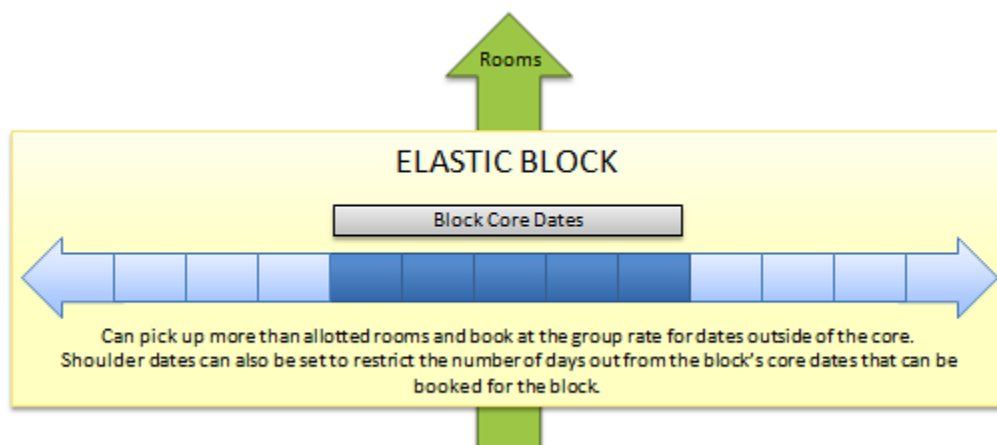 Rooms
ELASTIC BLOCK
Block Core Dates
Can pick up more than allotted rooms and book at the group rate for dates outside of the core.
Shoulder dates can also be set to restrict the number of days out from the block's core dates that can be
booked for the block.